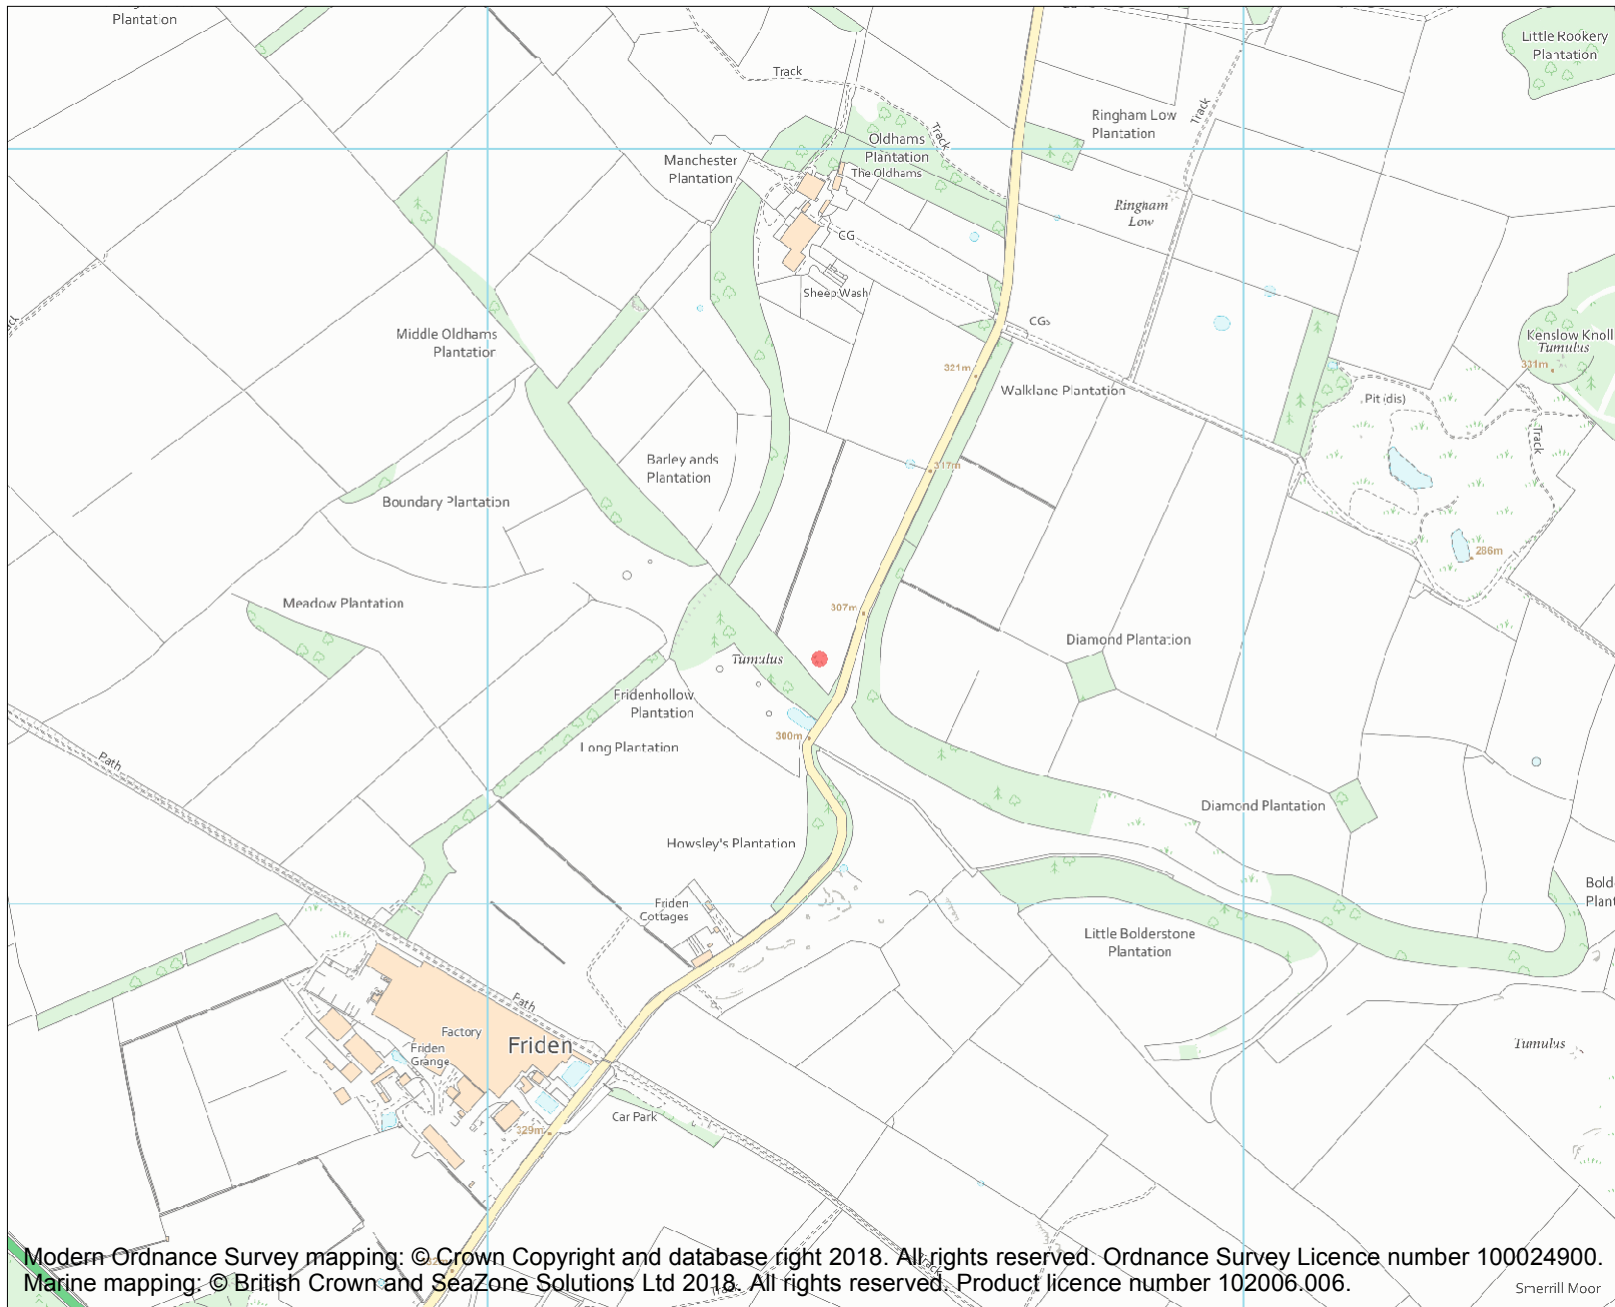 Plantation
Little Rookery
Plantation
Track
Ringham Low
Plantation
Track
Track
Oldhams
Plantation
The Oldhams
Manchester
Plantation
Ringham
Low
CG
Sheep Wash
CGs
Middle Oldhams
Plantation
Kenslow Knoll
Tumulus
331m
321m
Walklane Plantation
Pit (dis)
Track
Barley ands
Plantation
317m
Boundary Plantation
286m
Meadow Plantation
307m
Diamond Plantation
Tumulus
Fridenhollow
Plantation
300m
Long Plantation
Path
Diamond Plantation
Howsley's Plantation
Friden
Cottages
Little Bolderstone
Plantation
Path
Factory
Friden
Friden
Grange
Tumulus
Car Park
329m
Track
Track
Smerrill Moor
Modern Ordnance Survey mapping: © Crown Copyright and database right 2018. All rights reserved. Ordnance Survey Licence number 100024900.
Marine mapping: © British Crown and SeaZone Solutions Ltd 2018. All rights reserved. Product licence number 102006.006.